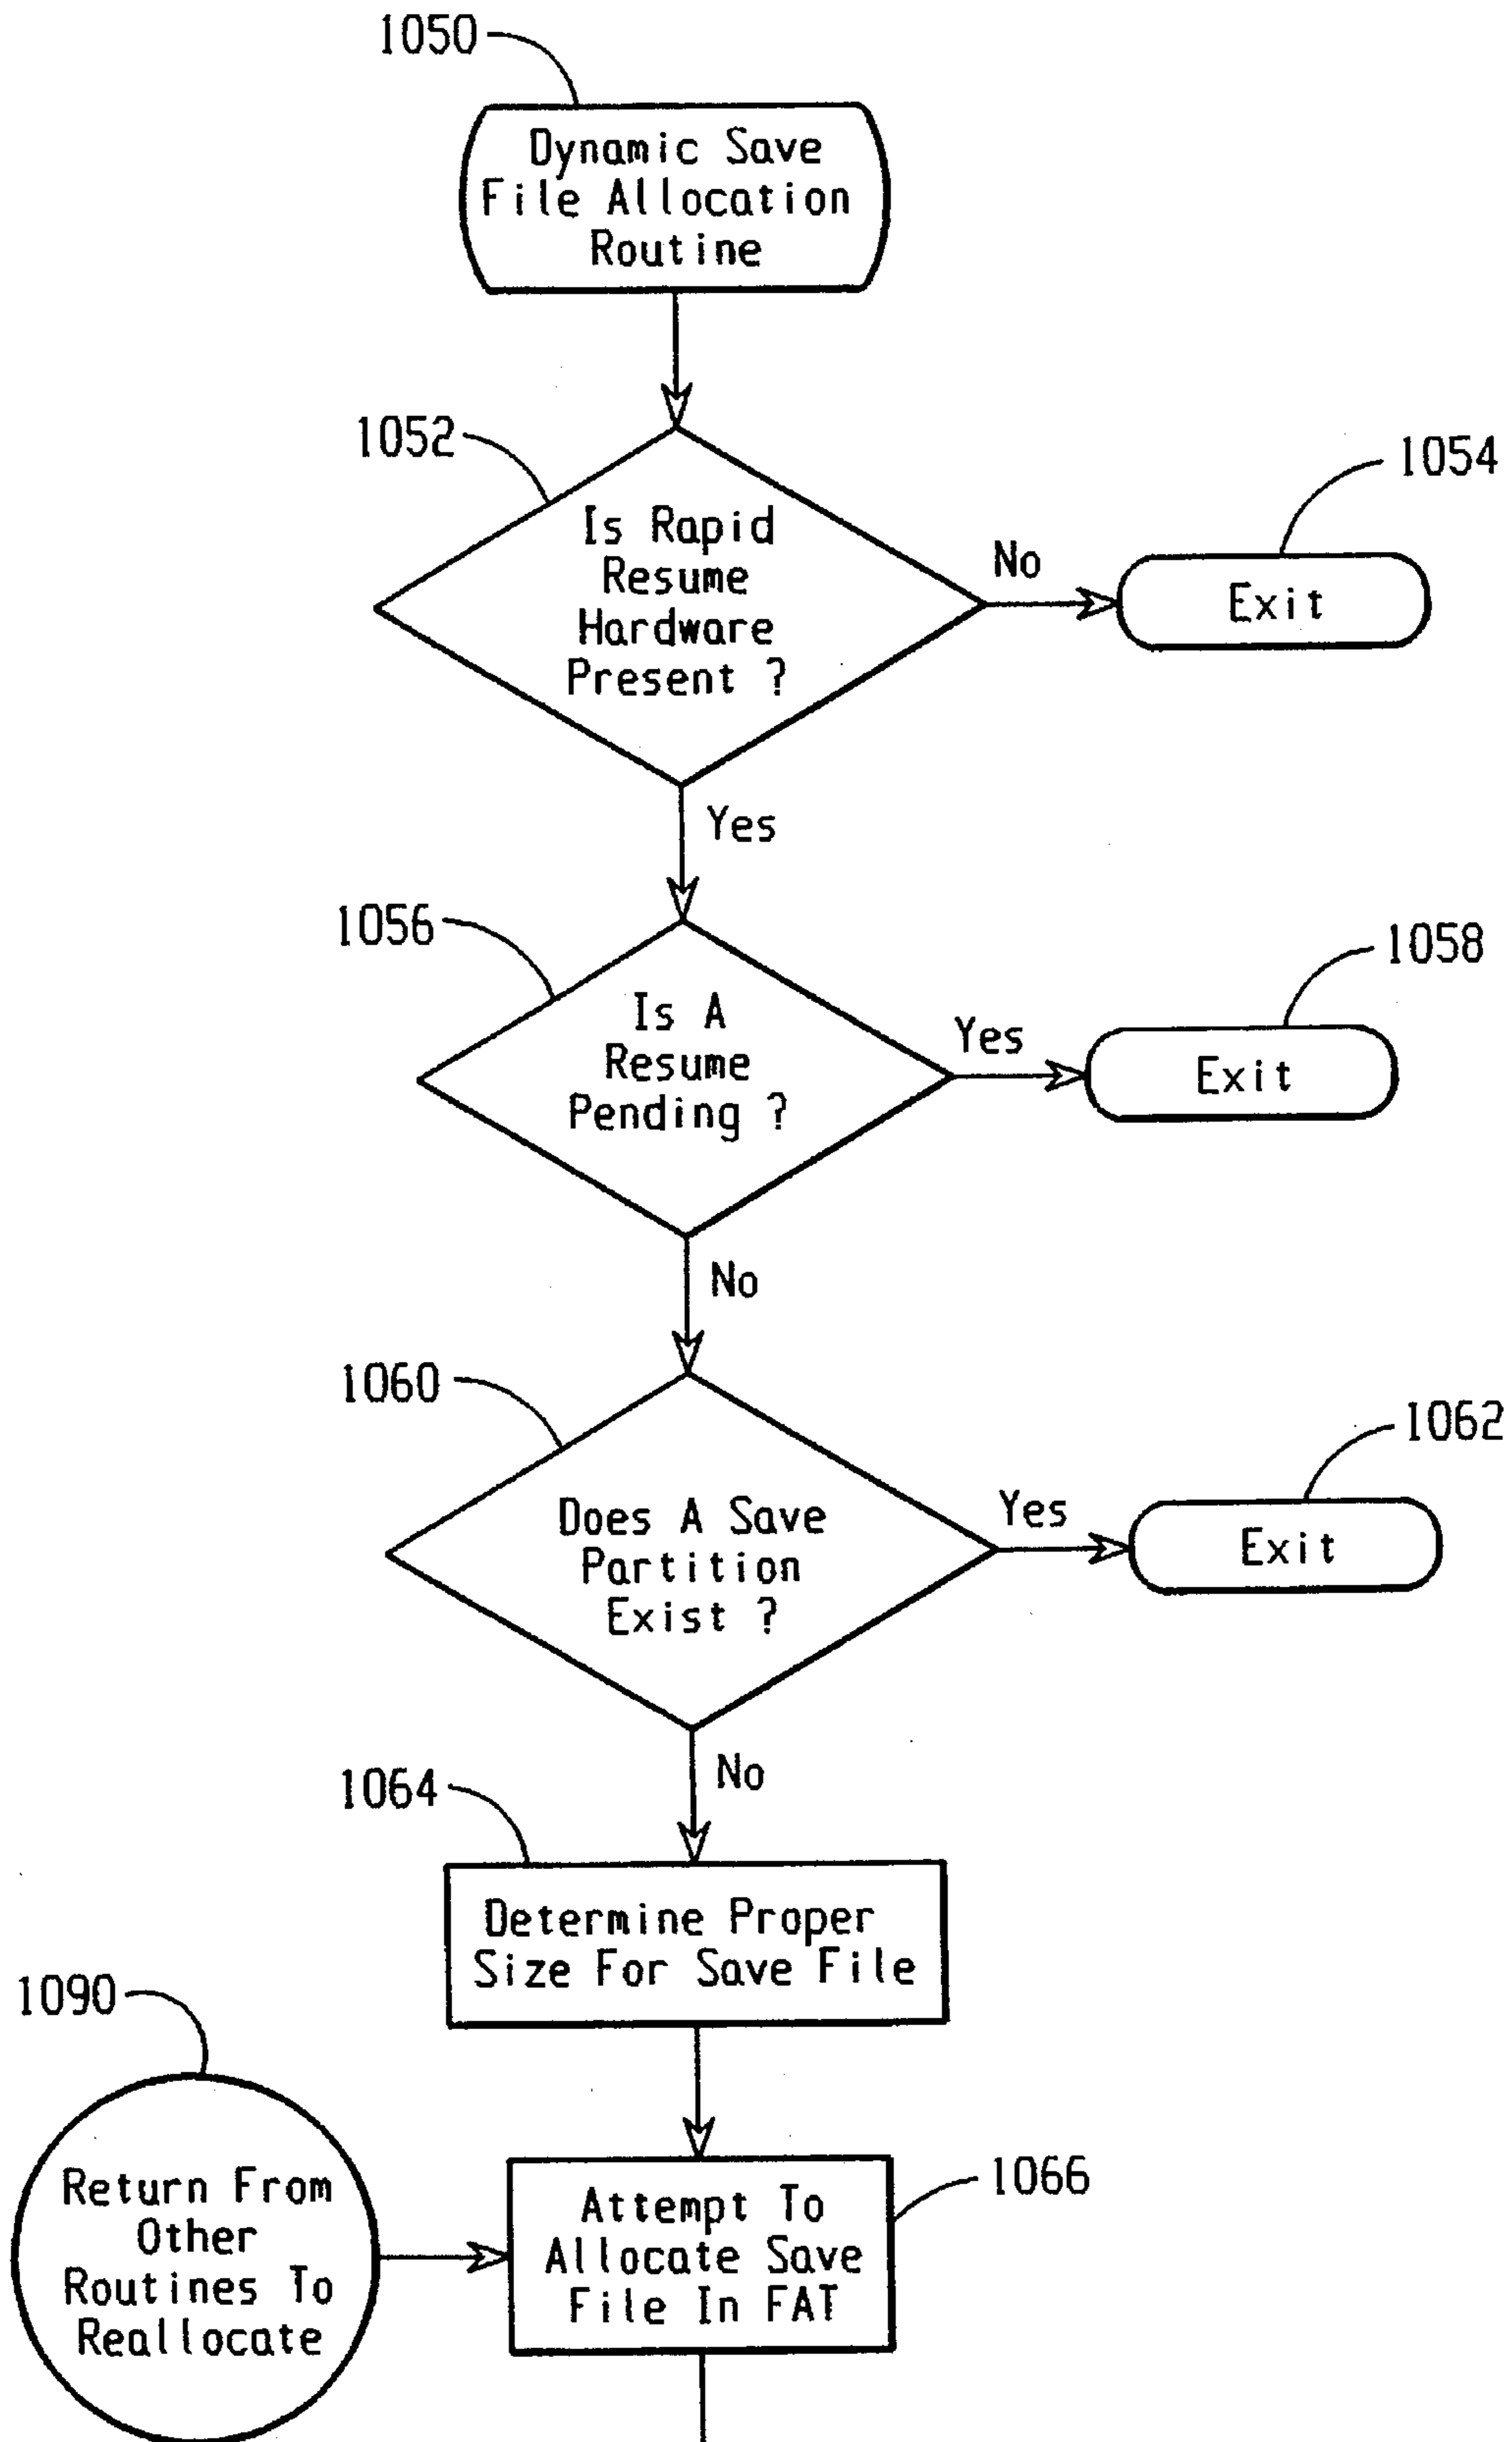 1050
Dynamic Save
File Allocation
Routine
1052
Is Rapid
Resume
Hardware
Present ?
No
1054
Exit
Yes
1056
Is A
Resume
Pending ?
Yes
1058
Exit
No
1060
Does A Save
Partition
Exist ?
Yes
1062
Exit
No
1064
Determine Proper
Size For Save File
1090
Return From
Other
Routines To
Reallocate
1066
Attempt To
Allocate Save
File In FAT